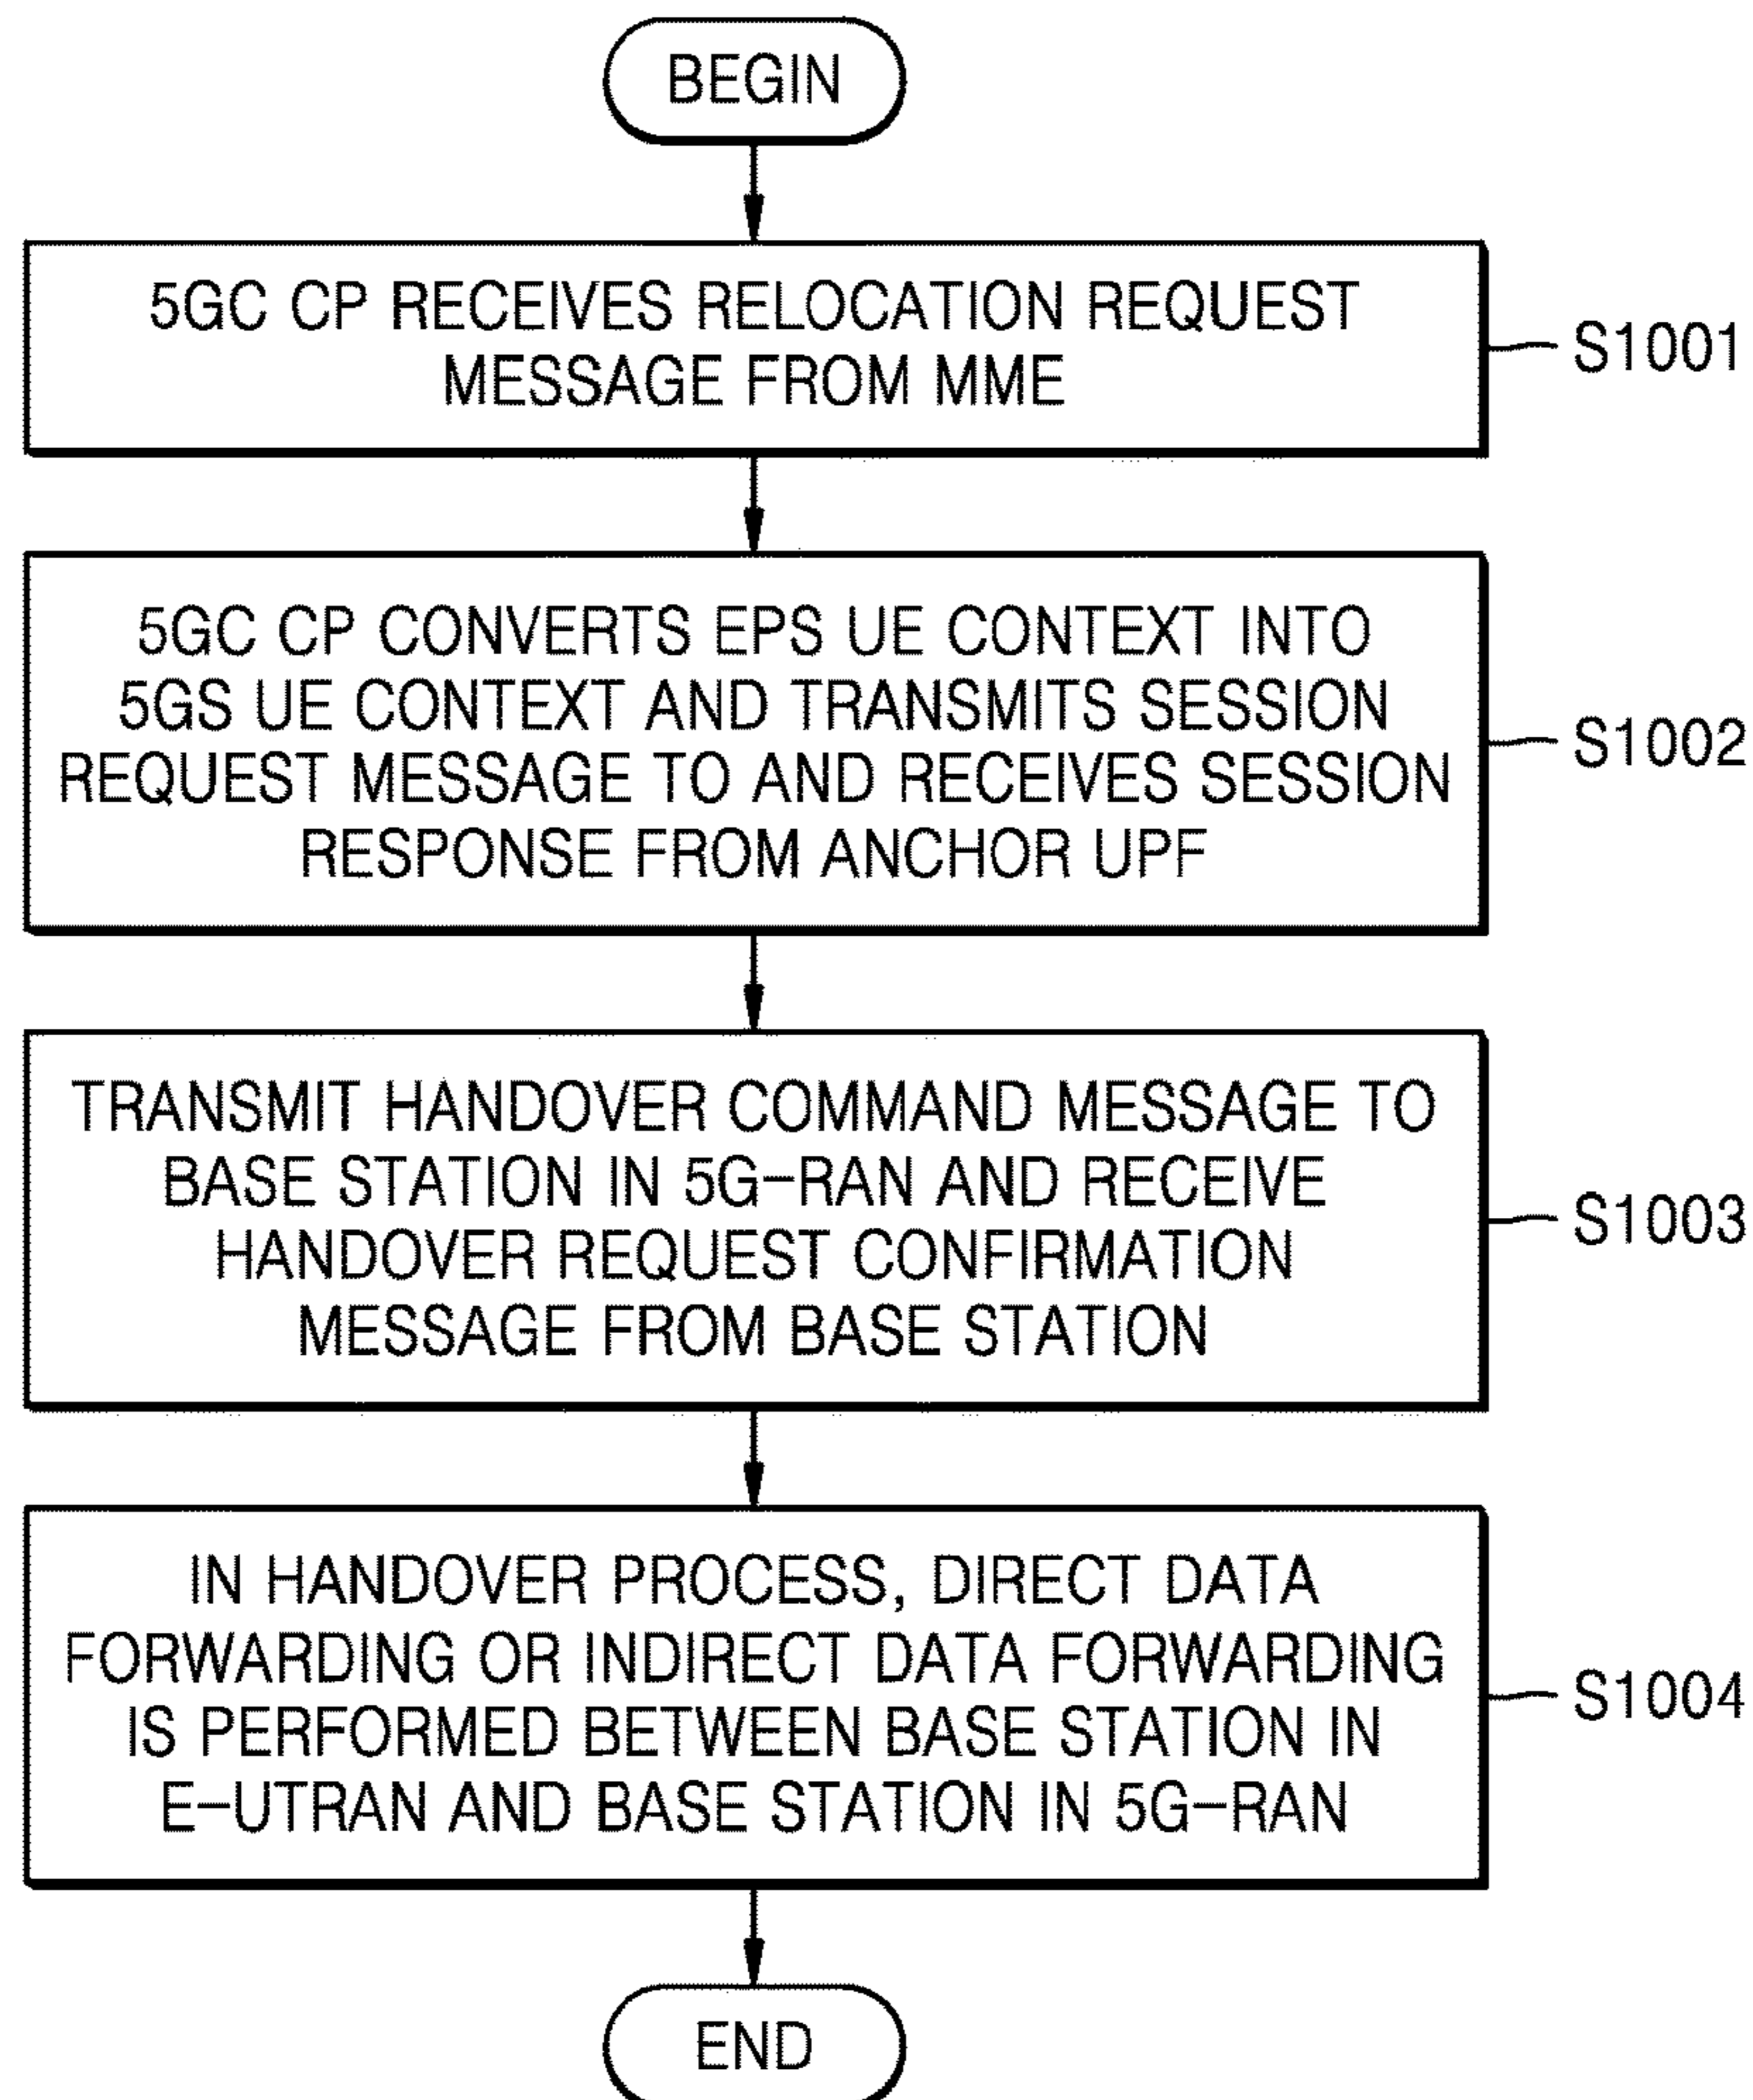 BEGIN
5GC CP RECEIVES RELOCATION REQUEST
MESSAGE FROM MME
S1001
5GC CP CONVERTS EPS UE CONTEXT INTO
5GS UE CONTEXT AND TRANSMITS SESSION
REQUEST MESSAGE TO AND RECEIVES SESSION
RESPONSE FROM ANCHOR UPF
S1002
TRANSMIT HANDOVER COMMAND MESSAGE TO
BASE STATION IN 5G-RAN AND RECEIVE
HANDOVER REQUEST CONFIRMATION
MESSAGE FROM BASE STATION
S1003
IN HANDOVER PROCESS, DIRECT DATA
FORWARDING OR INDIRECT DATA FORWARDING
IS PERFORMED BETWEEN BASE STATION IN
E-UTRAN AND BASE STATION IN 5G-RAN
S1004
END